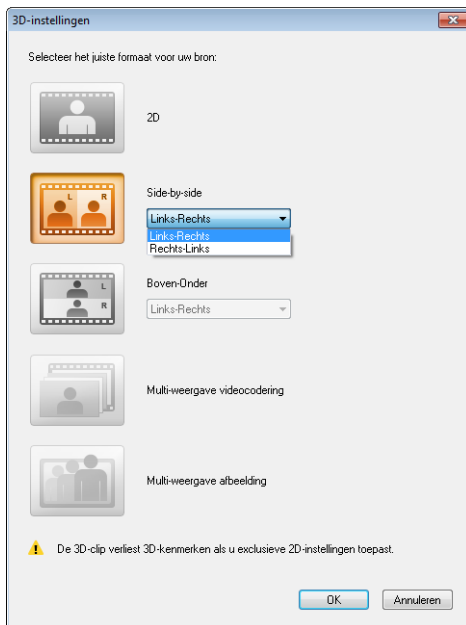 3D-instellingen
Selecteer het juiste formaat voor uw bron:
2D
L R
Side-by-side
Links-Rechts
Links-Rechts
Rechts-Links
L
R
Boven-Onder
Links-Rechts
Multi-weergave videocodering
Multi-weergave afbeelding
De 3D-clip verliest 3D-kenmerken als u exclusieve 2D-instellingen toepast.
OK Annuleren